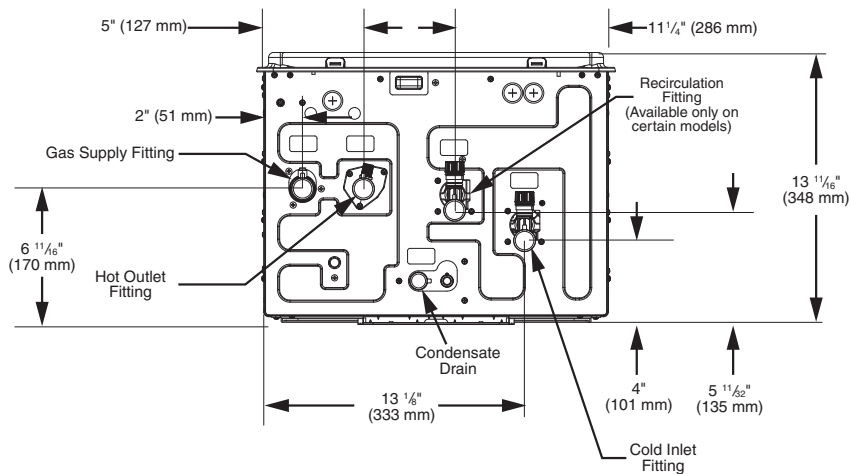 5" (127 mm)
11 1/4" (286 mm)
2" (51 mm)
Recirculation
Fitting
(Available only on
certain models)
Gas Supply Fitting
13 11/16"
(348 mm)
6 11/16"
(170 mm)
Hot Outlet
Fitting
Condensate
Drain
4"
(101 mm)
5 11/32"
(135 mm)
13 1/8"
(333 mm)
Cold Inlet
Fitting